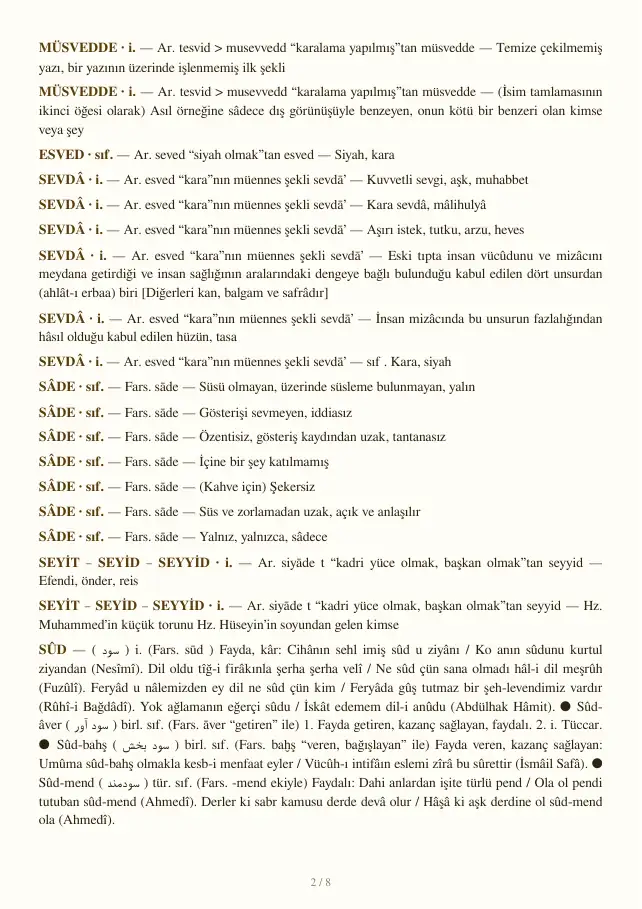 MÜSVEDDE · i. — Ar. tesvid > musevvedd “karalama yapılmış”tan müsvedde — Temize çekilmemiş
yazı, bir yazının üzerinde işlenmemiş ilk şekli
MÜSVEDDE · i. — Ar. tesvid > musevvedd “karalama yapılmış”tan müsvedde — (İsim tamlamasının
ikinci öğesi olarak) Asıl örneğine sâdece dış görünüşüyle benzeyen, onun kötü bir benzeri olan kimse
veya şey
ESVED · sıf. — Ar. seved “siyah olmak”tan esved — Siyah, kara
SEVDÂ · i. — Ar. esved “kara”nın müennes şekli sevdā’ — Kuvvetli sevgi, aşk, muhabbet
SEVDÂ · i. — Ar. esved “kara”nın müennes şekli sevdā’ — Kara sevdâ, mâlihulyâ
SEVDÂ · i. — Ar. esved “kara”nın müennes şekli sevdā’ — Aşırı istek, tutku, arzu, heves
SEVDÂ · i. — Ar. esved “kara”nın müennes şekli sevdā’ — Eski tıpta insan vücûdunu ve mizâcını
meydana getirdiği ve insan sağlığının aralarındaki dengeye bağlı bulunduğu kabul edilen dört unsurdan
(ahlât-ı erbaa) biri [Diğerleri kan, balgam ve safrâdır]
SEVDÂ · i. — Ar. esved “kara”nın müennes şekli sevdā’ — İnsan mizâcında bu unsurun fazlalığından
hâsıl olduğu kabul edilen hüzün, tasa
SEVDÂ · i. — Ar. esved “kara”nın müennes şekli sevdā’ — sıf . Kara, siyah
SÂDE · sıf. — Fars. sāde — Süsü olmayan, üzerinde süsleme bulunmayan, yalın
SÂDE · sıf. — Fars. sāde — Gösterişi sevmeyen, iddiasız
SÂDE · sıf. — Fars. sāde — Özentisiz, gösteriş kaydından uzak, tantanasız
SÂDE · sıf. — Fars. sāde — İçine bir şey katılmamış
SÂDE · sıf. — Fars. sāde — (Kahve için) Şekersiz
SÂDE · sıf. — Fars. sāde — Süs ve zorlamadan uzak, açık ve anlaşılır
SÂDE · sıf. — Fars. sāde — Yalnız, yalnızca, sâdece
SEYİT – SEYİD – SEYYİD · i. — Ar. siyāde t “kadri yüce olmak, başkan olmak”tan seyyid —
Efendi, önder, reis
SEYİT – SEYİD – SEYYİD · i. — Ar. siyāde t “kadri yüce olmak, başkan olmak”tan seyyid — Hz.
Muhammed’in küçük torunu Hz. Hüseyin’in soyundan gelen kimse
SÛD — ( سود ) i. (Fars. sūd ) Fayda, kâr: Cihânın sehl imiş sûd u ziyânı / Ko anın sûdunu kurtul
ziyandan (Nesîmî). Dil oldu tîğ-i firâkınla şerha şerha velî / Ne sûd çün sana olmadı hâl-i dil meşrûh
(Fuzûlî). Feryâd u nâlemizden ey dil ne sûd çün kim / Feryâda gûş tutmaz bir şeh-levendimiz vardır
(Rûhî-i Bağdâdî). Yok ağlamanın eğerçi sûdu / İskât edemem dil-i anûdu (Abdülhak Hâmit). ● Sûd-
âver ( سود آور ) birl. sıf. (Fars. āver “getiren” ile) 1. Fayda getiren, kazanç sağlayan, faydalı. 2. i. Tüccar.
● Sûd-bahş ( سود بخش ) birl. sıf. (Fars. baḫş “veren, bağışlayan” ile) Fayda veren, kazanç sağlayan:
Umûma sûd-bahş olmakla kesb-i menfaat eyler / Vücûh-ı intifâın eslemi zîrâ bu sûrettir (İsmâil Safâ). ●
Sûd-mend ( سودمند ) tür. sıf. (Fars. -mend ekiyle) Faydalı: Dahi anlardan işite türlü pend / Ola ol pendi
tutuban sûd-mend (Ahmedî). Derler ki sabr kamusu derde devâ olur / Hâşâ ki aşk derdine ol sûd-mend
ola (Ahmedî).
2 / 8